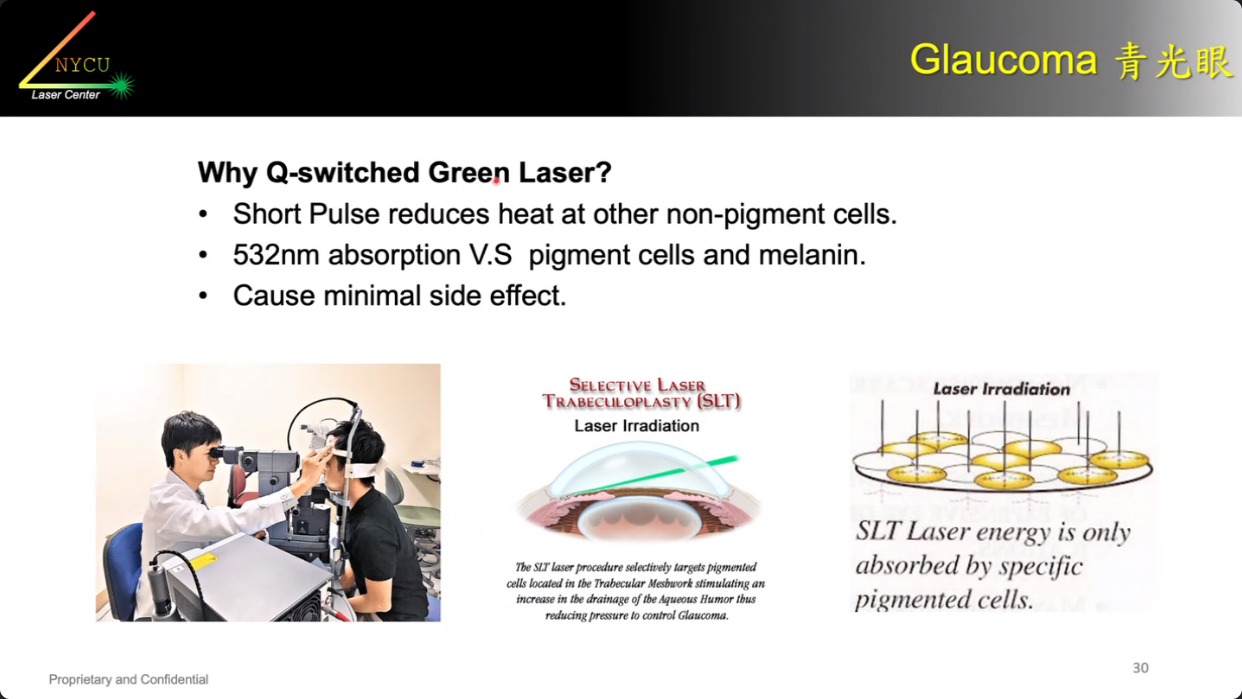 NYCU
Laser Center
Glaucoma 青光眼
Why Q-switched Green Laser?
• Short Pulse reduces heat at other non-pigment cells.
• 532nm absorption V.S pigment cells and melanin.
• Cause minimal side effect.
SELECTIVE LASER
TRABECULOPLASTY (SLT)
Laser Irradiation
The SLT laser procedure selectively targets pigmented
cells located in the Trabecular Meshwork stimulating an
increase in the drainage of the Aqueous Humor thus
reducing pressure to control Glaucoma.
Laser Irradiation
SLT Laser energy is only
absorbed by specific
pigmented cells.
Proprietary and Confidential
30